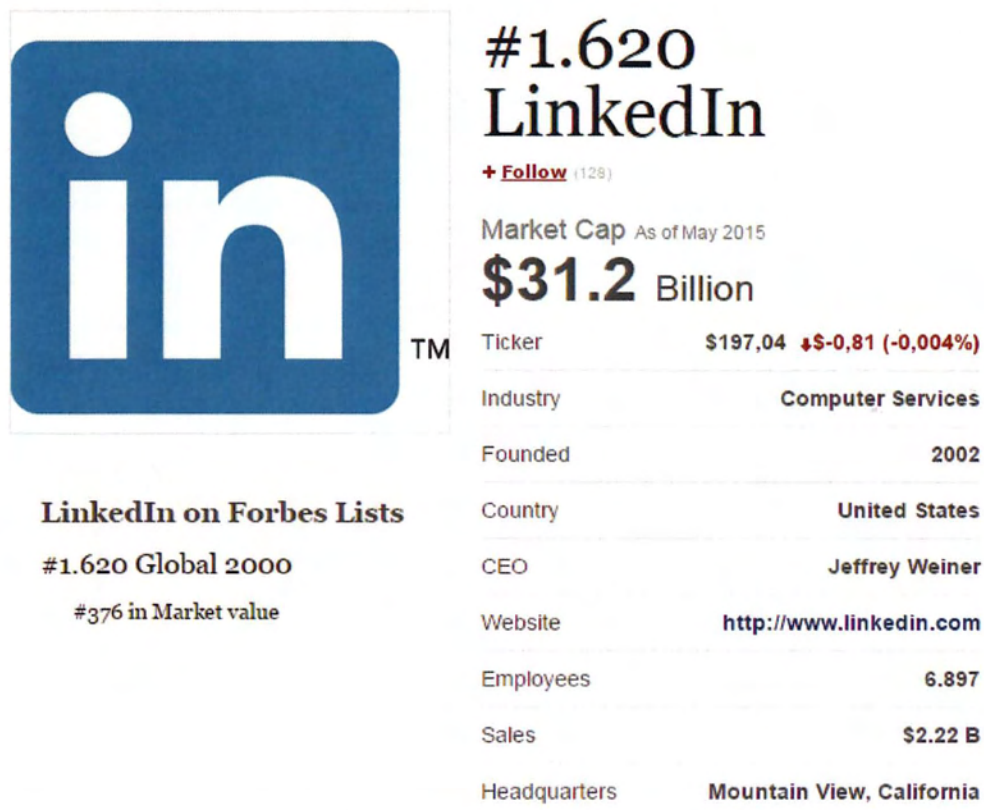 in
TM
LinkedIn on Forbes Lists
#1.620 Global 2000
#376 in Market value
#1.620
LinkedIn
+ Follow (128)
Market Cap As of May 2015
$31.2 Billion
Ticker $197,04 ↓$-0,81 (-0,004%)
Industry Computer Services
Founded 2002
Country United States
CEO Jeffrey Weiner
Website http://www.linkedin.com
Employees 6.897
Sales $2.22 B
Headquarters Mountain View, California